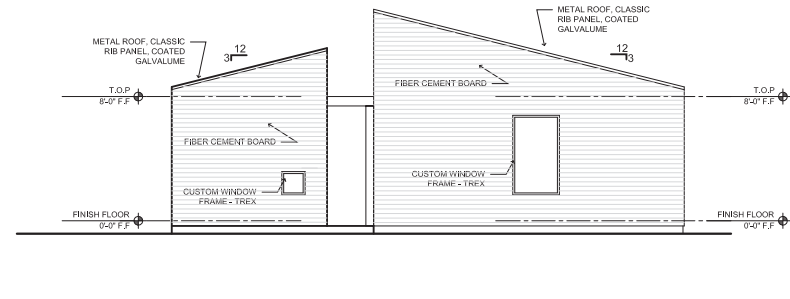 METAL ROOF, CLASSIC
RIB PANEL, COATED
GALVALUME
METAL ROOF, CLASSIC
RIB PANEL, COATED
GALVALUME
12
3
12
3
FIBER CEMENT BOARD
T.O.P
8'-0" F.F
T.O.P
8'-0" F.F
FIBER CEMENT BOARD
CUSTOM WINDOW
FRAME - TREX
CUSTOM WINDOW
FRAME - TREX
FINISH FLOOR
0'-0" F.F
FINISH FLOOR
0'-0" F.F